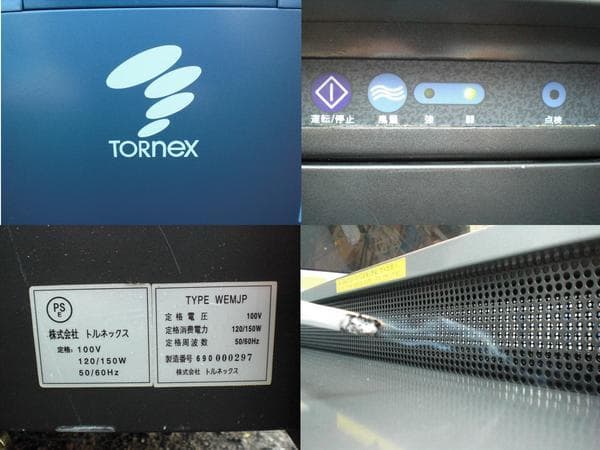 TORNEX
運転/停止 風量 強 弱 点検
PS
E
株式会社 トルネックス
定格:100V
120/150W
50/60Hz
TYPE WEMJP
定格電圧 100V
定格消費電力 120/150W
定格周波数 50/60Hz
製造番号 690000297
株式会社 トルネックス